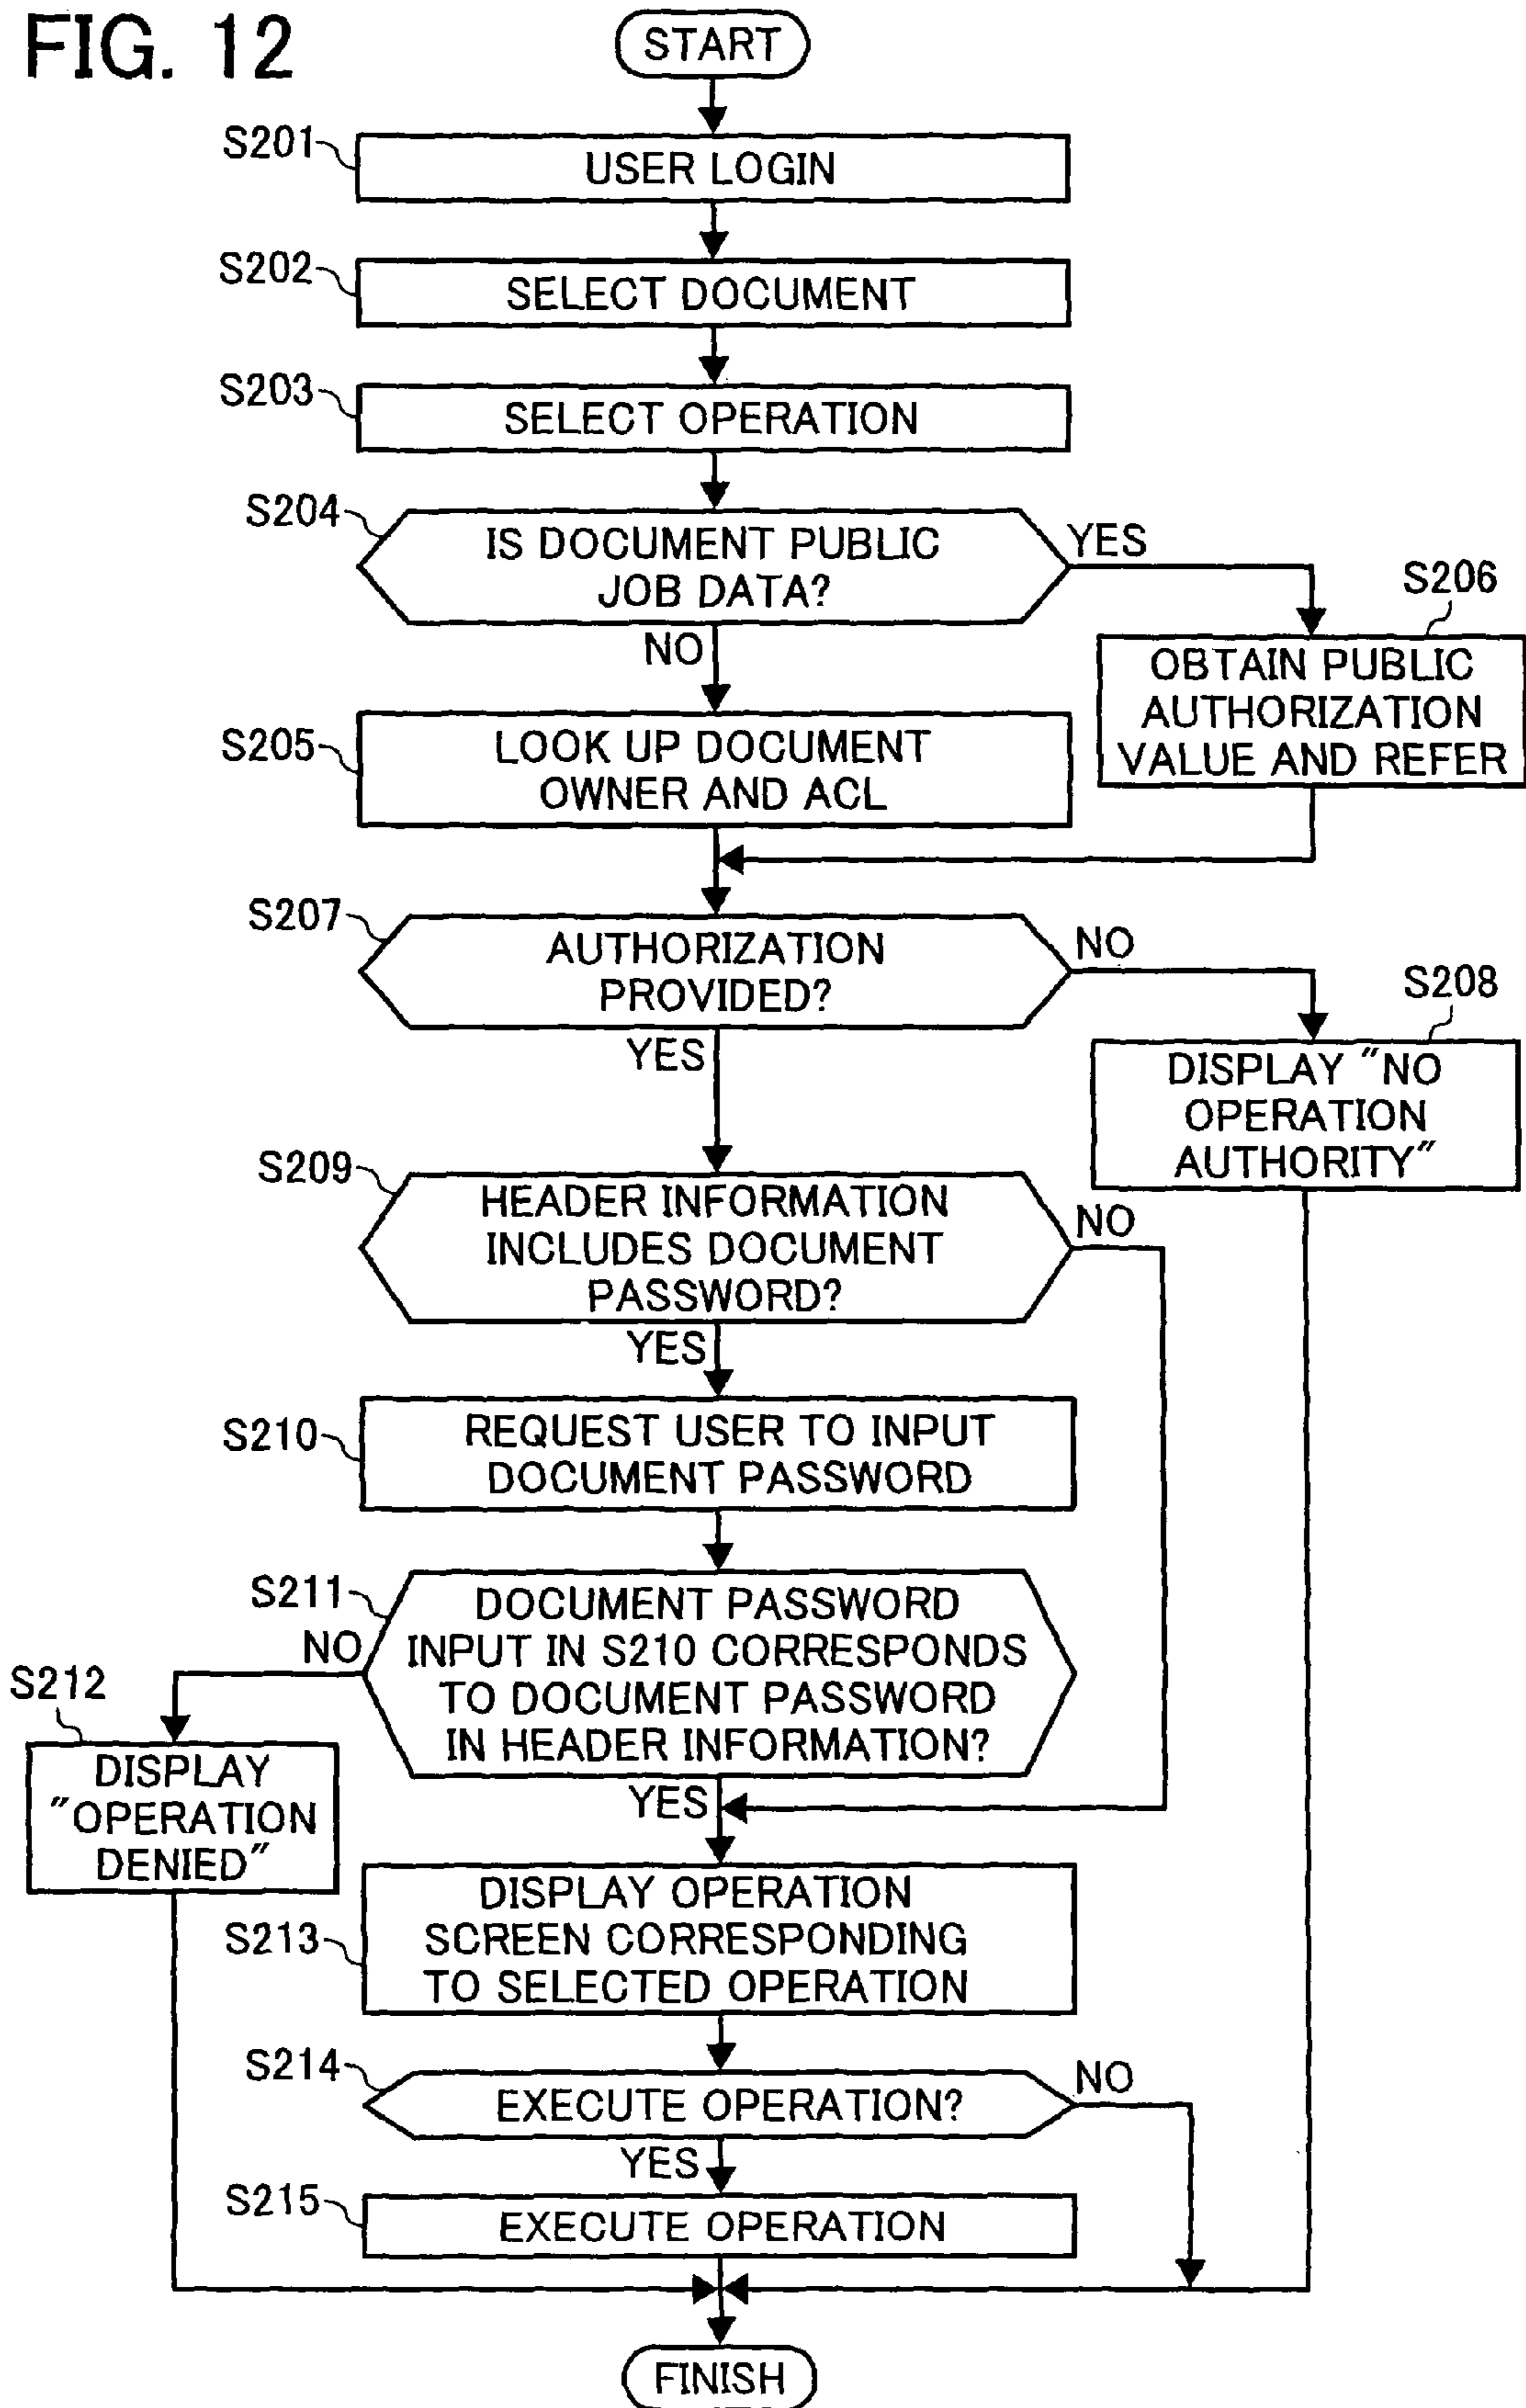 FIG. 12
START
S201
USER LOGIN
S202
SELECT DOCUMENT
S203
SELECT OPERATION
S204
IS DOCUMENT PUBLIC
JOB DATA?
YES
NO
S206
OBTAIN PUBLIC
AUTHORIZATION
VALUE AND REFER
S205
LOOK UP DOCUMENT
OWNER AND ACL
S207
AUTHORIZATION
PROVIDED?
NO
YES
S208
DISPLAY "NO
OPERATION
AUTHORITY"
S209
HEADER INFORMATION
INCLUDES DOCUMENT
PASSWORD?
NO
YES
S210
REQUEST USER TO INPUT
DOCUMENT PASSWORD
S211
DOCUMENT PASSWORD
INPUT IN S210 CORRESPONDS
TO DOCUMENT PASSWORD
IN HEADER INFORMATION?
NO
YES
S212
DISPLAY
"OPERATION
DENIED"
S213
DISPLAY OPERATION
SCREEN CORRESPONDING
TO SELECTED OPERATION
S214
EXECUTE OPERATION?
NO
YES
S215
EXECUTE OPERATION
FINISH